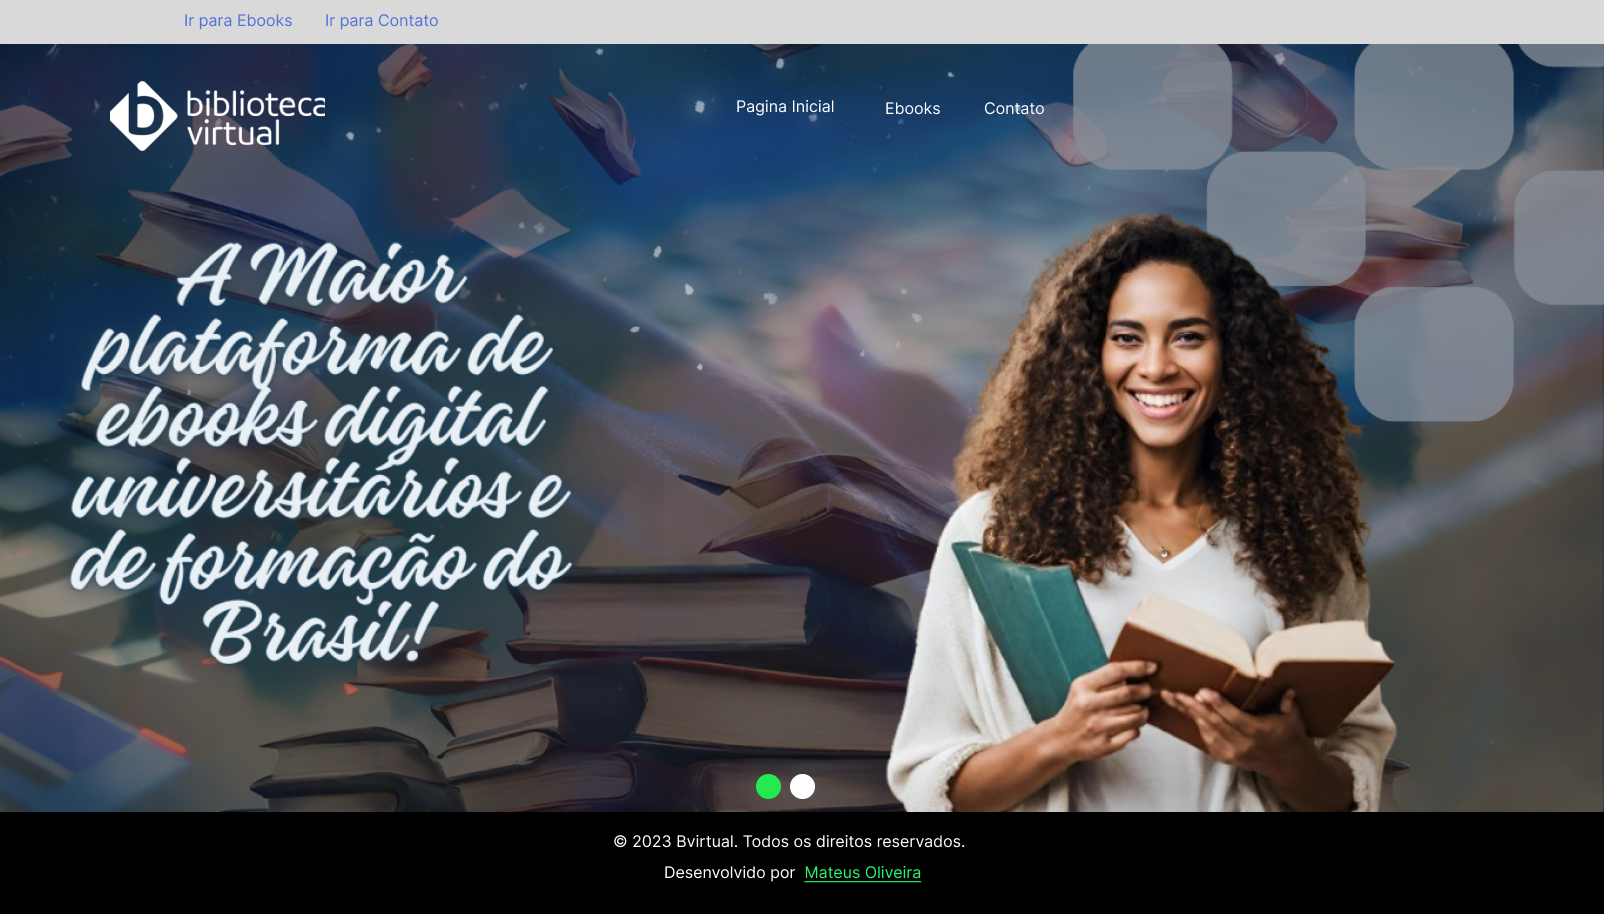 Ir para Ebooks Ir para Contato
biblioteca
virtual
Pagina Inicial Ebooks Contato
A Maior
plataforma de
ebooks digital
universitários e
de formação do
Brasil!
© 2023 Bvirtual. Todos os direitos reservados.
Desenvolvido por Mateus Oliveira